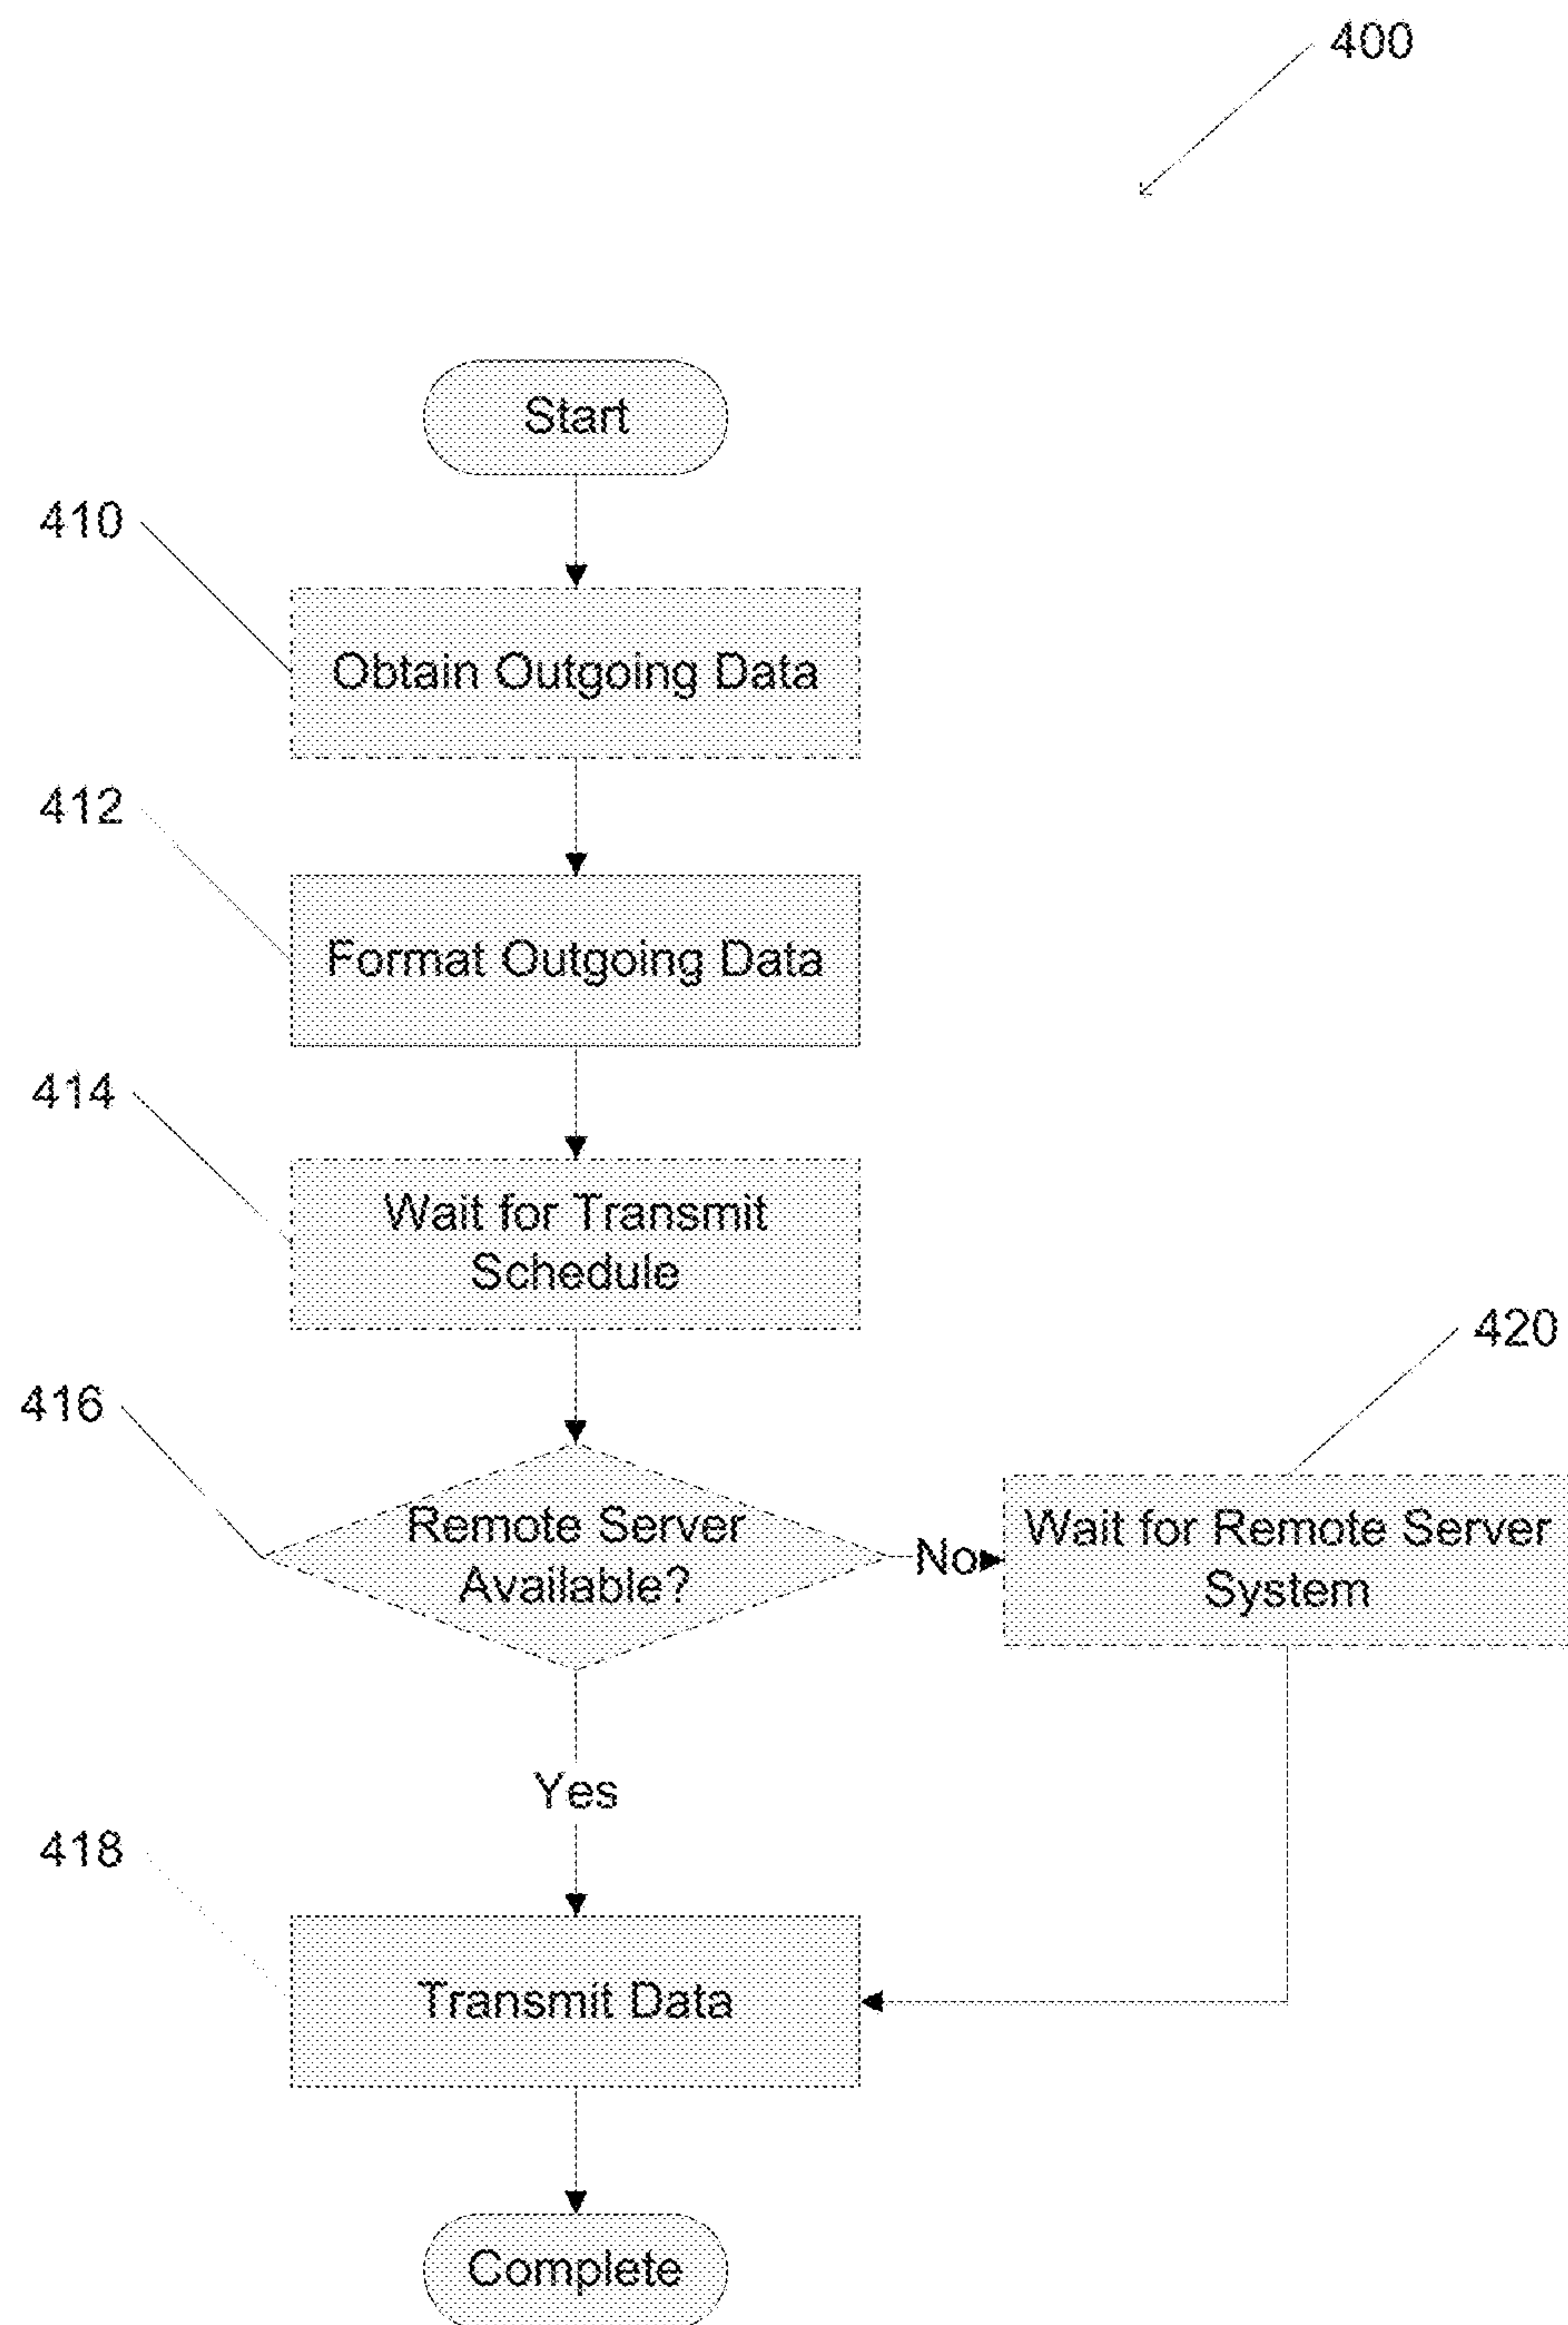 400
Start
410
Obtain Outgoing Data
412
Format Outgoing Data
414
Wait for Transmit
Schedule
420
416
Remote Server
Available?
No
Wait for Remote Server
System
Yes
418
Transmit Data
Complete